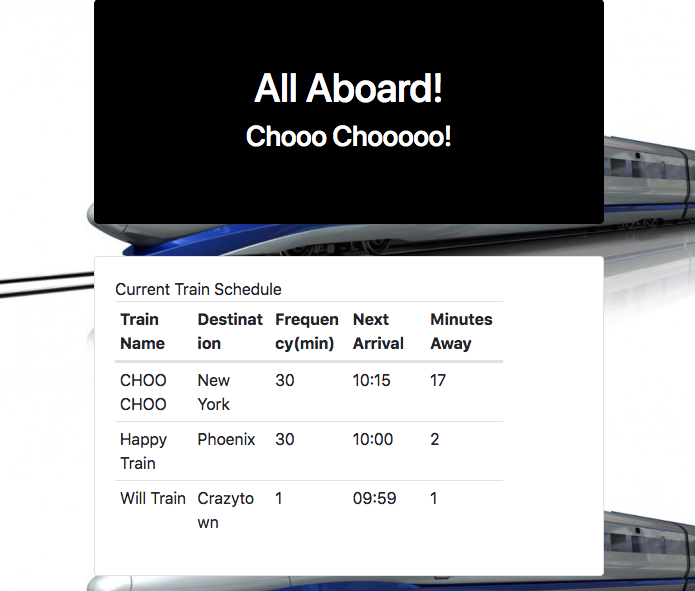 All Aboard!
Chooo Chooooo!
Current Train Schedule
Train Name Destination Frequency(min) Next Arrival Minutes Away
CHOO CHOO New York 30 10:15 17
Happy Train Phoenix 30 10:00 2
Will Train Crazytown 1 09:59 1